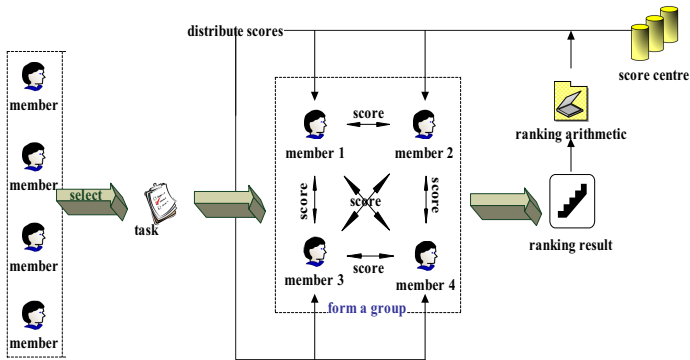 distribute scores
score centre
member
member
member
member
select
task
score
member 1
member 2
score
score
score
score
member 3
member 4
form a group
ranking arithmetic
ranking result